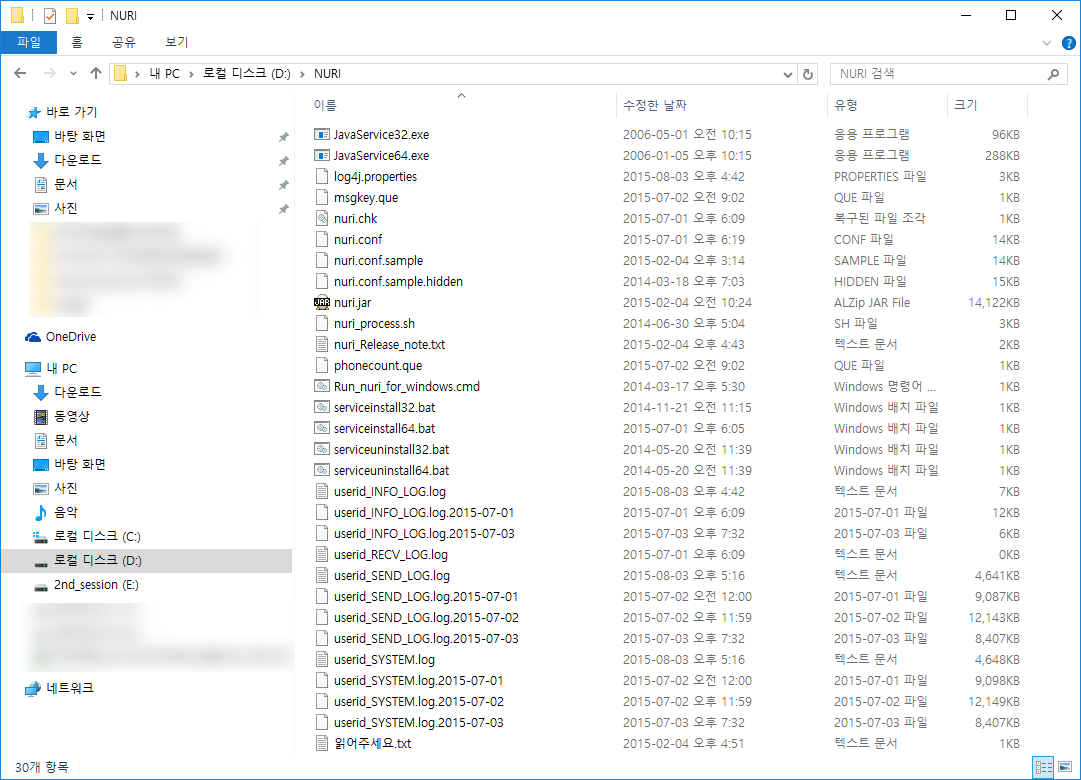 NURI
파일 홈 공유 보기
내 PC 로컬 디스크 (D:) NURI NURI 검색
바로 가기
바탕 화면
다운로드
문서
사진
OneDrive
내 PC
다운로드
동영상
문서
바탕 화면
사진
음악
로컬 디스크 (C:)
로컬 디스크 (D:)
2nd_session (E:)
네트워크
이름 수정한 날짜 유형 크기
JavaService32.exe 2006-05-01 오전 10:15 응용 프로그램 96KB
JavaService64.exe 2006-01-05 오후 10:15 응용 프로그램 288KB
log4j.properties 2015-08-03 오후 4:42 PROPERTIES 파일 3KB
msgkey.que 2015-07-02 오후 9:02 QUE 파일 1KB
nuri.chk 2015-07-01 오후 6:09 복구된 파일 조각 1KB
nuri.conf 2015-07-01 오후 6:19 CONF 파일 14KB
nuri.conf.sample 2015-02-04 오후 3:14 SAMPLE 파일 14KB
nuri.conf.sample.hidden 2014-03-18 오후 7:03 HIDDEN 파일 15KB
nuri.jar 2015-02-04 오전 10:24 ALZip JAR File 14,122KB
nuri_process.sh 2014-06-30 오후 5:04 SH 파일 3KB
nuri_Release_note.txt 2015-02-04 오후 4:43 텍스트 문서 2KB
phonecount.que 2015-07-02 오후 9:02 QUE 파일 1KB
Run_nuri_for_windows.cmd 2014-03-17 오후 5:30 Windows 명령어 ... 1KB
serviceinstall32.bat 2014-11-21 오전 11:15 Windows 배치 파일 1KB
serviceinstall64.bat 2015-07-01 오후 6:05 Windows 배치 파일 1KB
serviceuninstall32.bat 2014-05-20 오전 11:39 Windows 배치 파일 1KB
serviceuninstall64.bat 2014-05-20 오전 11:39 Windows 배치 파일 1KB
userid_INFO_LOG.log 2015-08-03 오후 4:42 텍스트 문서 7KB
userid_INFO_LOG.log.2015-07-01 2015-07-01 오후 6:09 2015-07-01 파일 12KB
userid_INFO_LOG.log.2015-07-03 2015-07-03 오후 7:32 2015-07-03 파일 6KB
userid_RECV_LOG.log 2015-07-01 오후 6:09 텍스트 문서 0KB
userid_SEND_LOG.log 2015-08-03 오후 5:16 텍스트 문서 4,641KB
userid_SEND_LOG.log.2015-07-01 2015-07-02 오전 12:00 2015-07-01 파일 9,087KB
userid_SEND_LOG.log.2015-07-02 2015-07-02 오후 11:59 2015-07-02 파일 12,143KB
userid_SEND_LOG.log.2015-07-03 2015-07-03 오후 7:32 2015-07-03 파일 8,407KB
userid_SYSTEM.log 2015-08-03 오후 5:16 텍스트 문서 4,648KB
userid_SYSTEM.log.2015-07-01 2015-07-02 오전 12:00 2015-07-01 파일 9,098KB
userid_SYSTEM.log.2015-07-02 2015-07-02 오후 11:59 2015-07-02 파일 12,149KB
userid_SYSTEM.log.2015-07-03 2015-07-03 오후 7:32 2015-07-03 파일 8,407KB
읽어주세요.txt 2015-02-04 오후 4:51 텍스트 문서 1KB
30개 항목